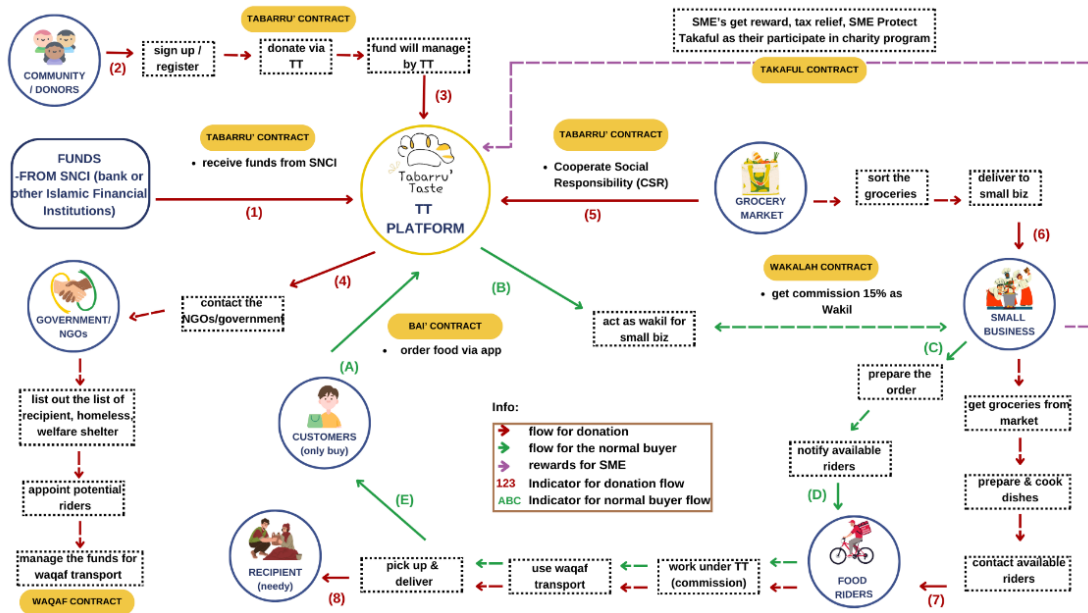 TABARRU' CONTRACT
COMMUNITY
/ DONORS
(2)
sign up /
register
donate via
TT
fund will manage
by TT
(3)
SME's get reward, tax relief, SME Protect
Takaful as their participate in charity program
TAKAFUL CONTRACT
FUNDS
-FROM SNCI (bank or
other Islamic Financial
Institutions)
TABARRU' CONTRACT
• receive funds from SNCI
(1)
Tabarru'
Taste
TT
PLATFORM
TABARRU' CONTRACT
• Cooperate Social
Responsibility (CSR)
(5)
GROCERY
MARKET
sort the
groceries
deliver to
small biz
(6)
GOVERNMENT/
NGOs
contact the
NGOs/government
(4)
(B)
WAKALAH CONTRACT
• get commission 15% as
Wakil
act as wakil for
small biz
SMALL
BUSINESS
BAI' CONTRACT
• order food via app
(A)
(C)
prepare the
order
list out the list of
recipient, homeless,
welfare shelter
CUSTOMERS
(only buy)
Info:
flow for donation
flow for the normal buyer
rewards for SME
123 Indicator for donation flow
ABC Indicator for normal buyer flow
notify available
riders
get groceries from
market
appoint potential
riders
(E)
(D)
prepare & cook
dishes
manage the funds for
waqaf transport
WAQAF CONTRACT
RECIPIENT
(needy)
(8)
pick up &
deliver
use waqaf
transport
work under TT
(commission)
FOOD
RIDERS
(7)
contact available
riders